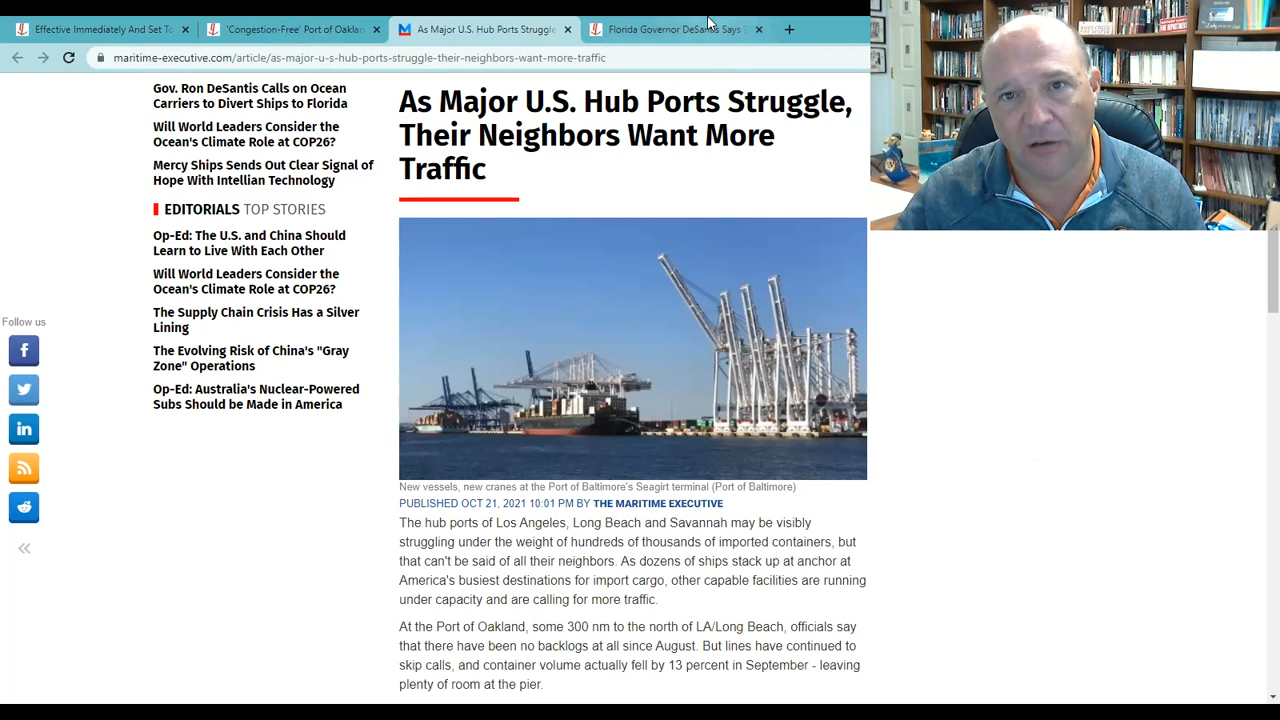 Effective Immediately And Set To
'Congestion-Free' Port of Oaklan
As Major U.S. Hub Ports Struggle
Florida Governor DeSantis Says
maritime-executive.com/article/as-major-u-s-hub-ports-struggle-their-neighbors-want-more-traffic
Gov. Ron DeSantis Calls on Ocean
Carriers to Divert Ships to Florida
Will World Leaders Consider the
Ocean's Climate Role at COP26?
Mercy Ships Sends Out Clear Signal of
Hope With Intellian Technology
EDITORIALS TOP STORIES
Op-Ed: The U.S. and China Should
Learn to Live With Each Other
Will World Leaders Consider the
Ocean's Climate Role at COP26?
The Supply Chain Crisis Has a Silver
Lining
The Evolving Risk of China's "Gray
Zone" Operations
Op-Ed: Australia's Nuclear-Powered
Subs Should be Made in America
Follow us
As Major U.S. Hub Ports Struggle,
Their Neighbors Want More
Traffic
New vessels, new cranes at the Port of Baltimore's Seagirt terminal (Port of Baltimore)
PUBLISHED OCT 21, 2021 10:01 PM BY THE MARITIME EXECUTIVE
The hub ports of Los Angeles, Long Beach and Savannah may be visibly
struggling under the weight of hundreds of thousands of imported containers, but
that can't be said of all their neighbors. As dozens of ships stack up at anchor at
America's busiest destinations for import cargo, other capable facilities are running
under capacity and are calling for more traffic.
At the Port of Oakland, some 300 nm to the north of LA/Long Beach, officials say
that there have been no backlogs at all since August. But lines have continued to
skip calls, and container volume actually fell by 13 percent in September - leaving
plenty of room at the pier.